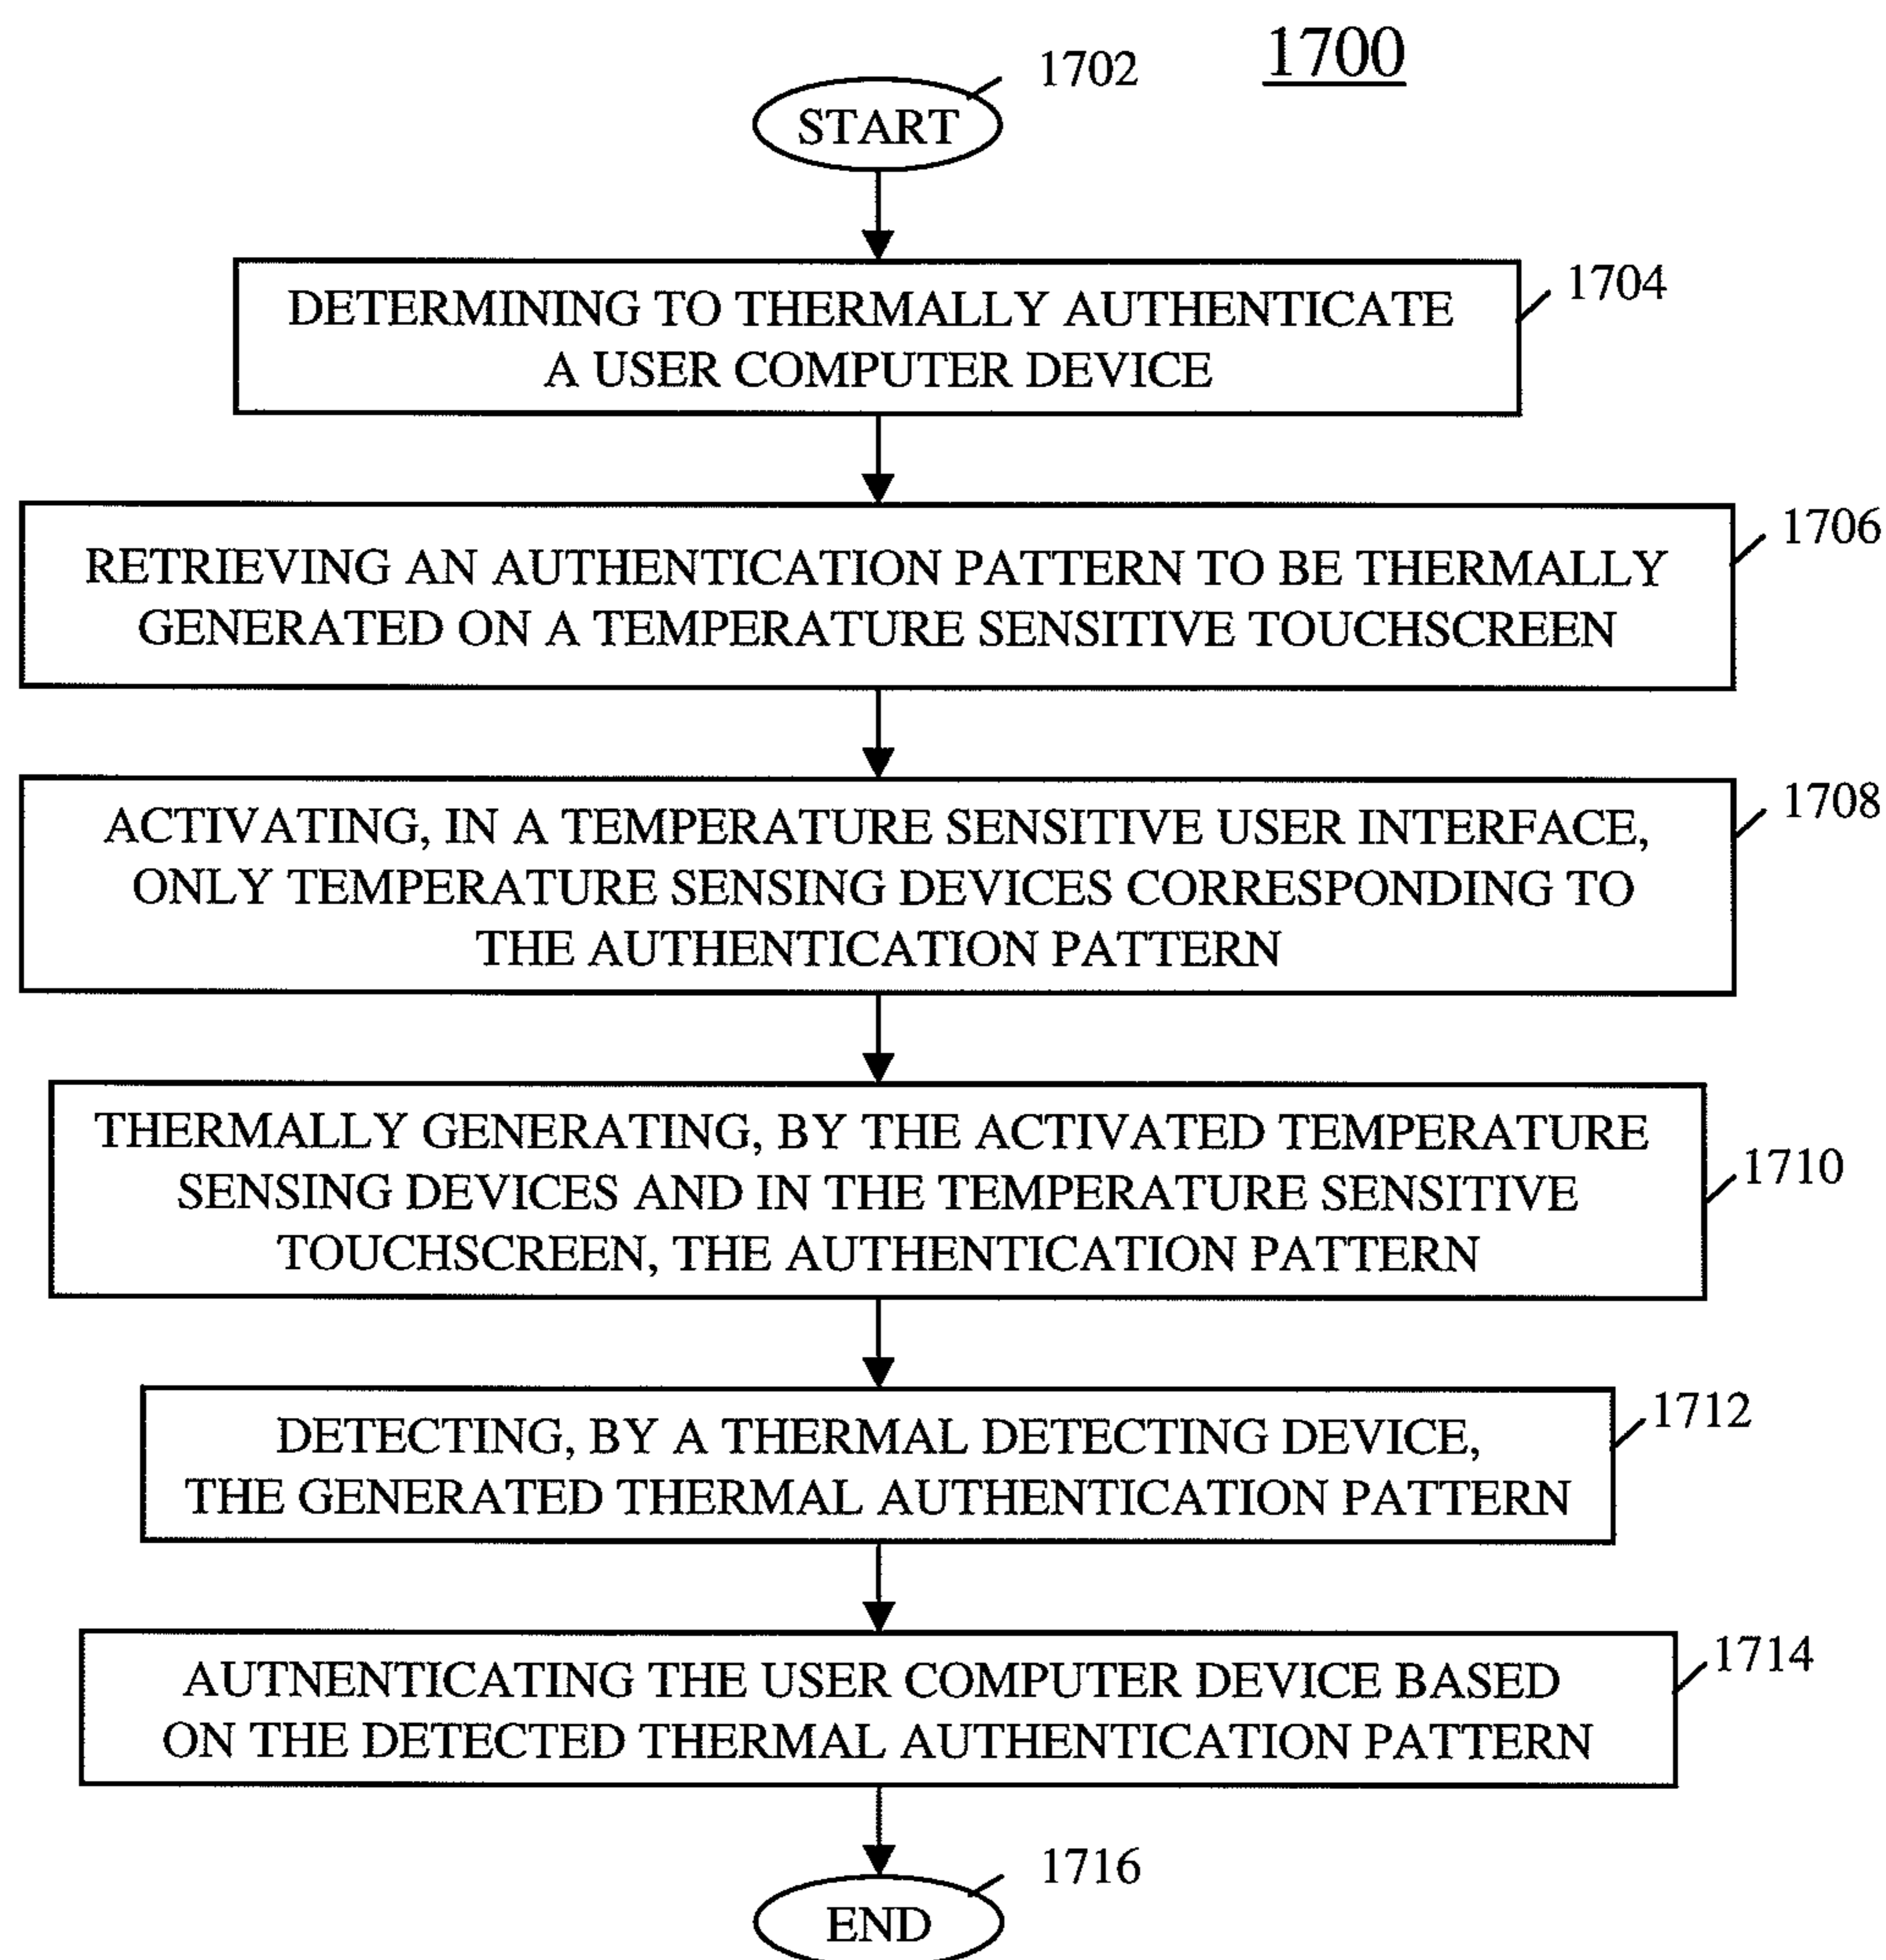 1700
1702
START
1704
DETERMINING TO THERMALLY AUTHENTICATE
A USER COMPUTER DEVICE
1706
RETRIEVING AN AUTHENTICATION PATTERN TO BE THERMALLY
GENERATED ON A TEMPERATURE SENSITIVE TOUCHSCREEN
1708
ACTIVATING, IN A TEMPERATURE SENSITIVE USER INTERFACE,
ONLY TEMPERATURE SENSING DEVICES CORRESPONDING TO
THE AUTHENTICATION PATTERN
THERMALLY GENERATING, BY THE ACTIVATED TEMPERATURE
1710
SENSING DEVICES AND IN THE TEMPERATURE SENSITIVE
TOUCHSCREEN, THE AUTHENTICATION PATTERN
1712
DETECTING, BY A THERMAL DETECTING DEVICE,
THE GENERATED THERMAL AUTHENTICATION PATTERN
1714
AUTNENTICATING THE USER COMPUTER DEVICE BASED
ON THE DETECTED THERMAL AUTHENTICATION PATTERN
1716
END